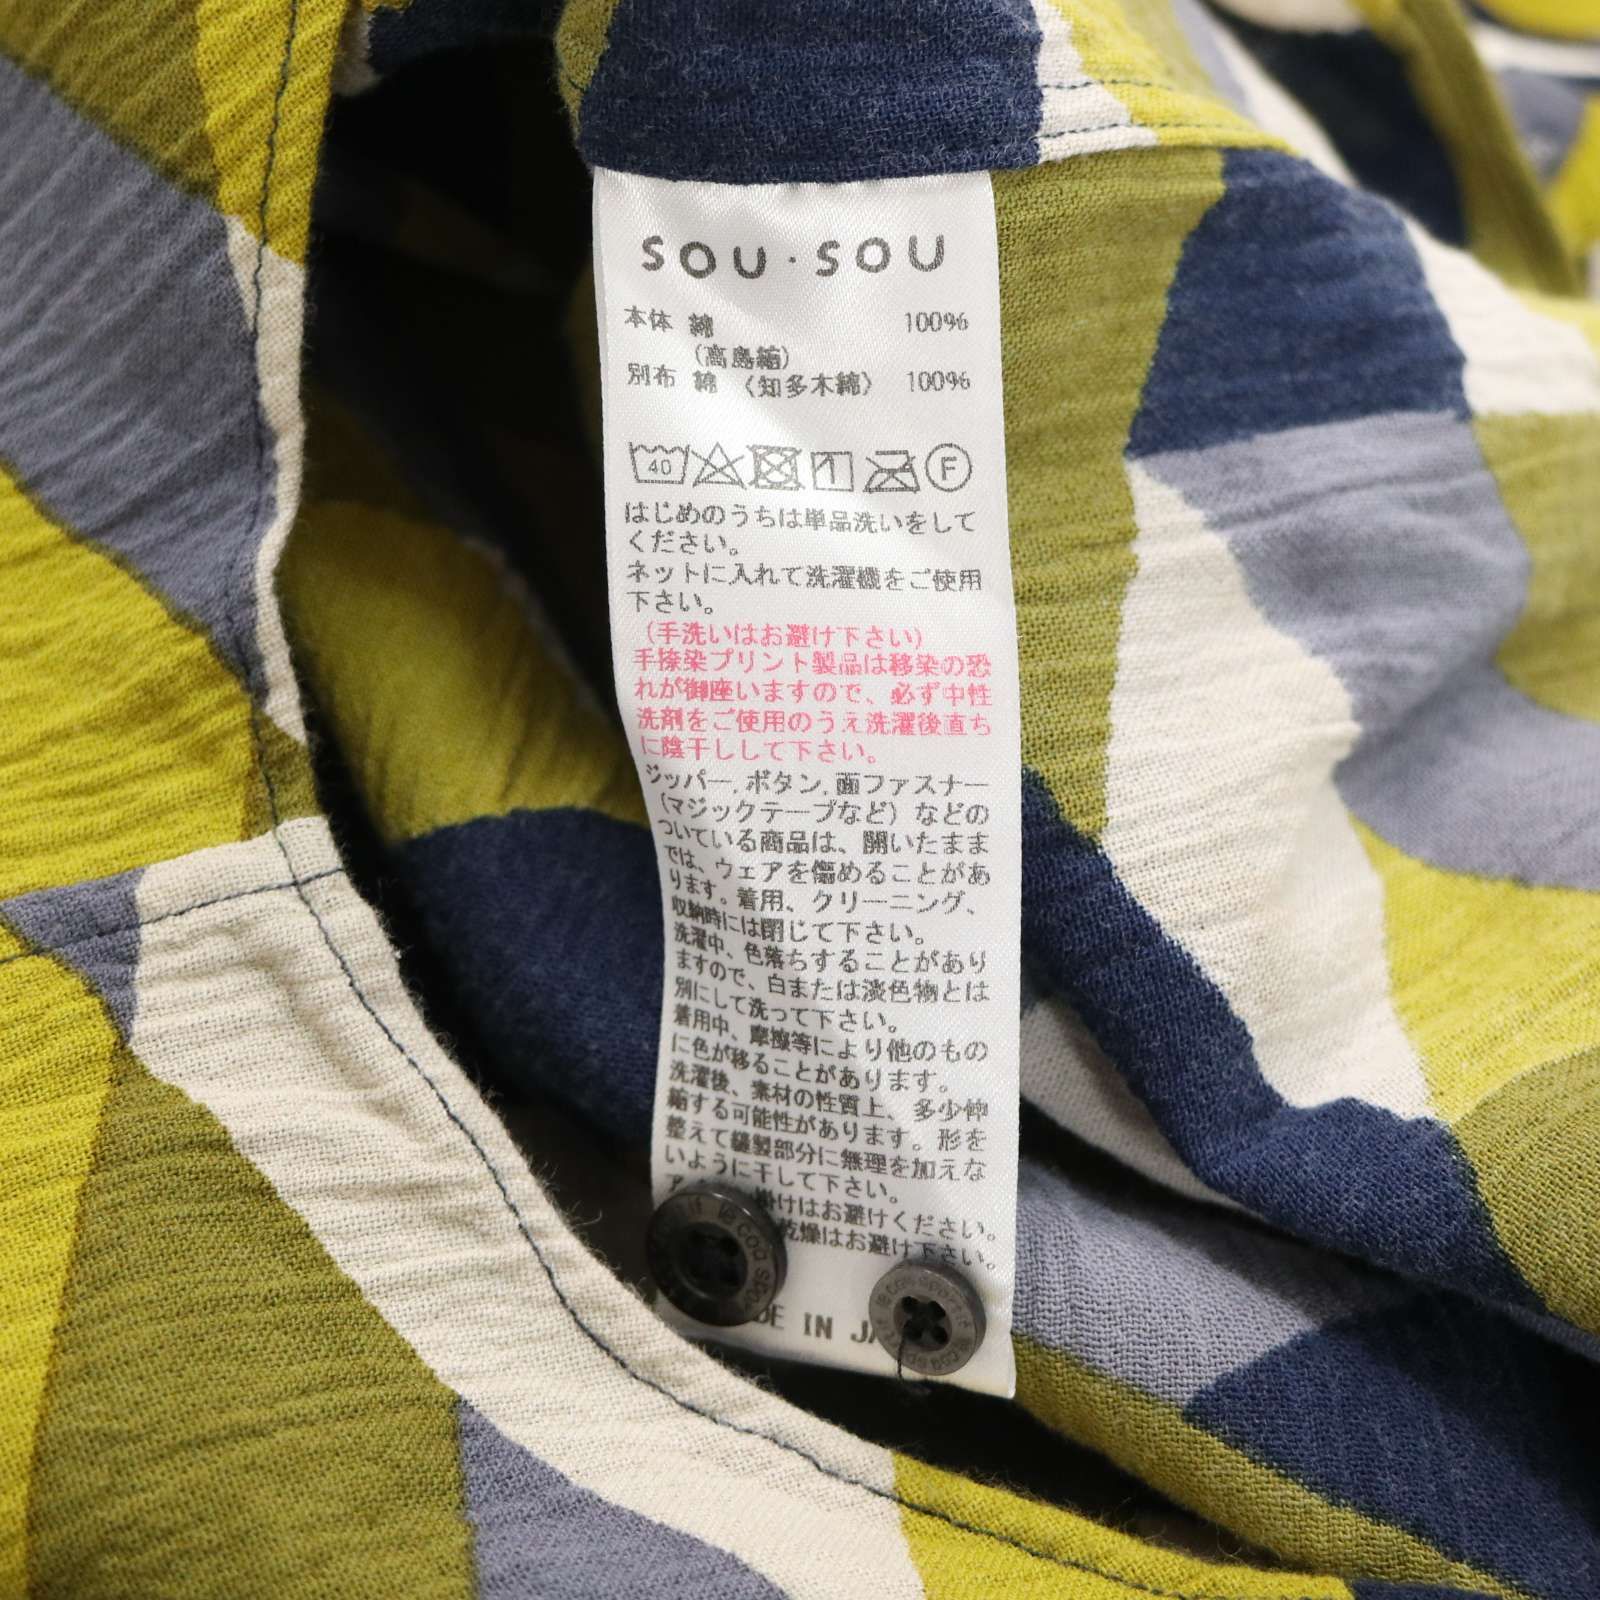 SOU・SOU
本体 綿 100%
(高島縮)
別布 綿 〈知多木綿〉 100%
40 F
はじめのうちは単品洗いをして
ください。
ネットに入れて洗濯機をご使用
下さい。
(手洗いはお避け下さい)
手捺染プリント製品は移染の恐
れが御座いますので、必ず中性
洗剤をご使用のうえ洗濯後直ち
に陰干しして下さい。
ジッパー,ボタン,面ファスナー
(マジックテープなど)などの
ついている商品は、開いたまま
では、ウェアを傷めることがあ
ります。着用、クリーニング、
収納時には閉じて下さい。
洗濯中、色落ちすることがあり
ますので、白または淡色物とは
別にして洗って下さい。
着用中、摩擦等により他のもの
に色が移ることがあります。
洗濯後、素材の性質上、多少伸
縮する可能性があります。形を
整えて縫製部分に無理を加えな
いように干して下さい。
掛けはお避けください。
乾燥はお避け下さい。
DE IN JA
le coq spo